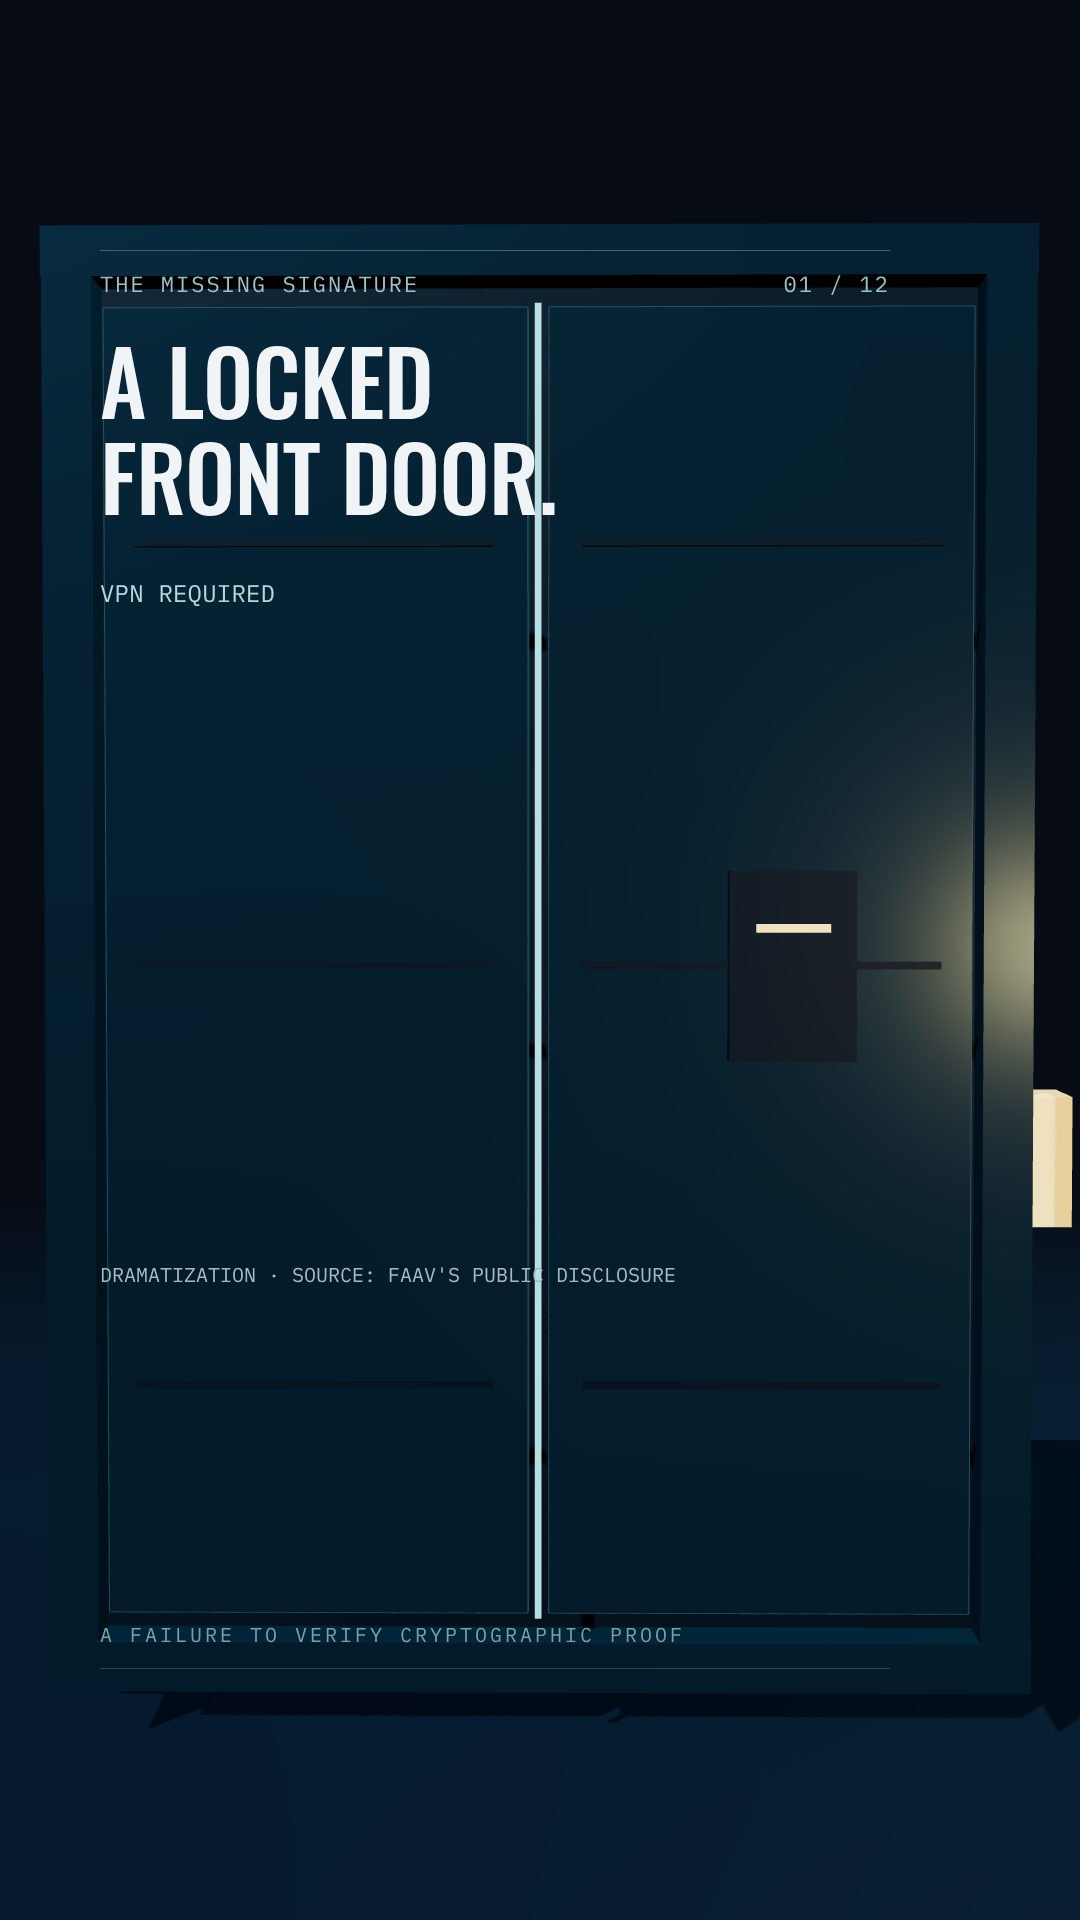 THE MISSING SIGNATURE 01 / 12
A LOCKED
FRONT DOOR.
VPN REQUIRED
DRAMATIZATION · SOURCE: FAAV'S PUBLIC DISCLOSURE
A FAILURE TO VERIFY CRYPTOGRAPHIC PROOF